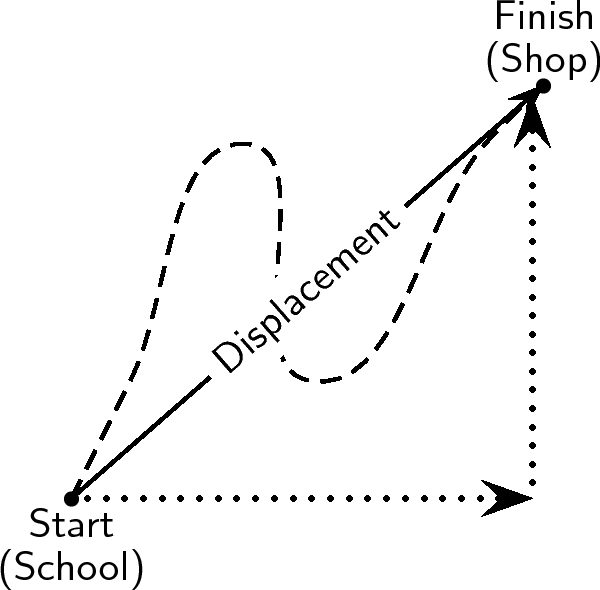 Finish
(Shop)
Displacement
Start
(School)